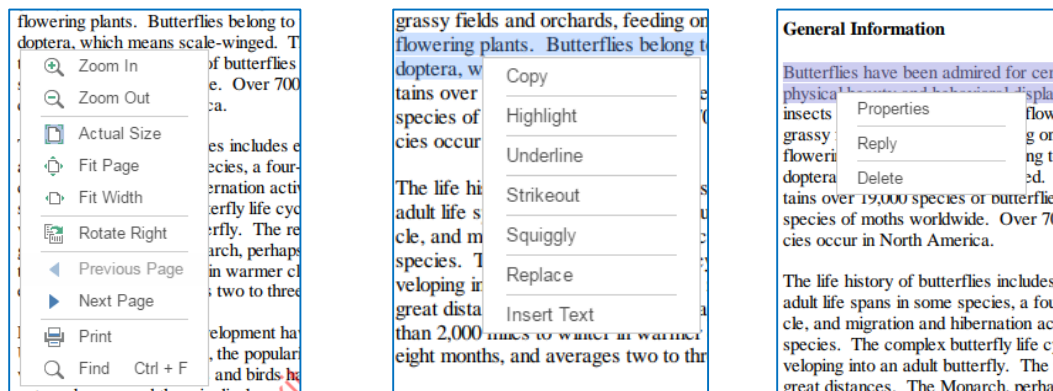 flowering plants. Butterflies belong to
doptera, which means scale-winged. T
of butterflies
e. Over 700
ca.
es includes e
ecies, a four-
ernation activ
terfly life cyc
rfly. The re
arch, perhaps
in warmer cl
two to three
elopment hav
, the populari
and birds ha
Zoom In
Zoom Out
Actual Size
Fit Page
Fit Width
Rotate Right
Previous Page
Next Page
Print
Find Ctrl + F
grassy fields and orchards, feeding on
flowering plants. Butterflies belong to
doptera, w
tains over
species of
cies occur
The life hi
adult life s
cle, and m
species. T
veloping in
great dista
than 2,000 miles to winter in warmer
eight months, and averages two to thr
Copy
Highlight
Underline
Strikeout
Squiggly
Replace
Insert Text
General Information
Butterflies have been admired for cen
physical beauty and behavioral displa
insects flow
grassy g on
floweri ng t
doptera ed.
tains over 19,000 species of butterflie
species of moths worldwide. Over 70
cies occur in North America.
The life history of butterflies includes
adult life spans in some species, a fou
cle, and migration and hibernation ac
species. The complex butterfly life cy
veloping into an adult butterfly. The
great distances. The Monarch, perha
Properties
Reply
Delete